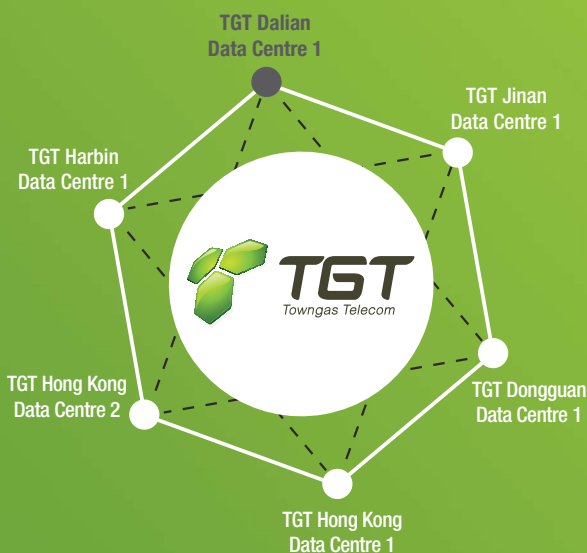 TGT Dalian
Data Centre 1
TGT Jinan
Data Centre 1
TGT Harbin
Data Centre 1
TGT
Towngas Telecom
TGT Hong Kong
Data Centre 2
TGT Dongguan
Data Centre 1
TGT Hong Kong
Data Centre 1